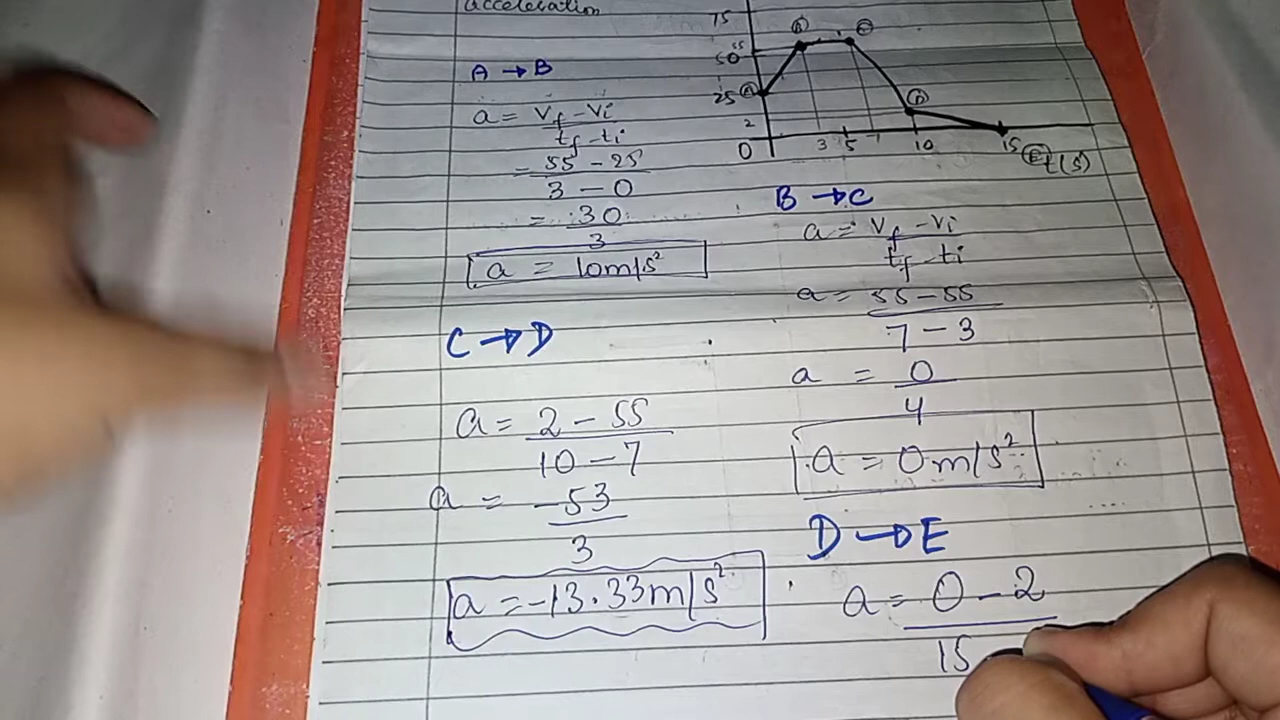 acceleration
A → B
a = vf - vi
tf - ti
= 55 - 25
3 - 0
= 30
3
a = 10m/s²
C → D
a = 2 - 55
10 - 7
a = -53
3
a = -13.33m/s²
75
55
50
25
2
0
A
B
C
D
3
5
7
10
15
E
t(s)
B → C
a = vf - vi
tf - ti
a = 55 - 55
7 - 3
a = 0
4
a = 0m/s²
D → E
a = 0 - 2
15 -